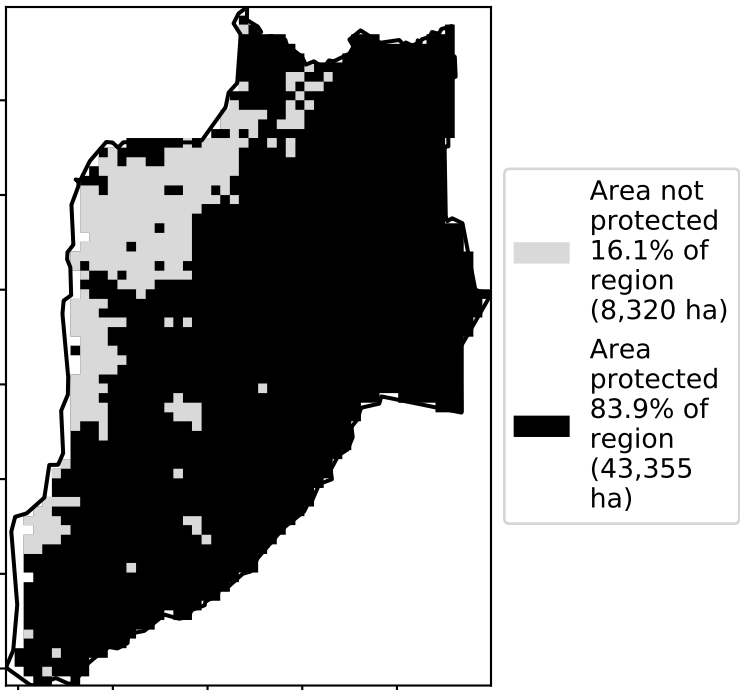 Area not
protected
16.1% of
region
(8,320 ha)
Area
protected
83.9% of
region
(43,355
ha)